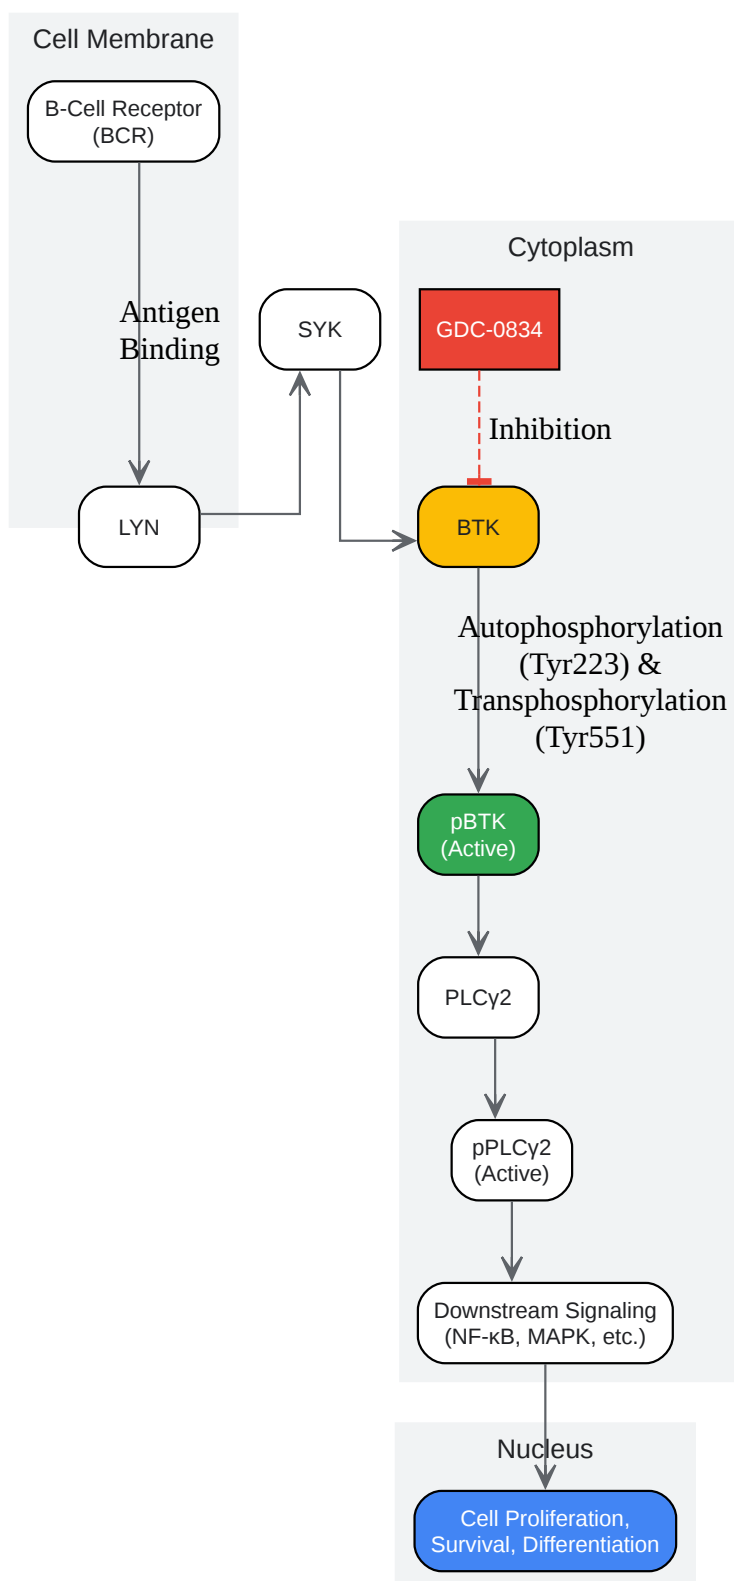 Cell Membrane
B-Cell Receptor
(BCR)
Antigen
Binding
LYN
SYK
Cytoplasm
GDC-0834
Inhibition
BTK
Autophosphorylation
(Tyr223) &
Transphosphorylation
(Tyr551)
pBTK
(Active)
PLCγ2
pPLCγ2
(Active)
Downstream Signaling
(NF-κB, MAPK, etc.)
Nucleus
Cell Proliferation,
Survival, Differentiation